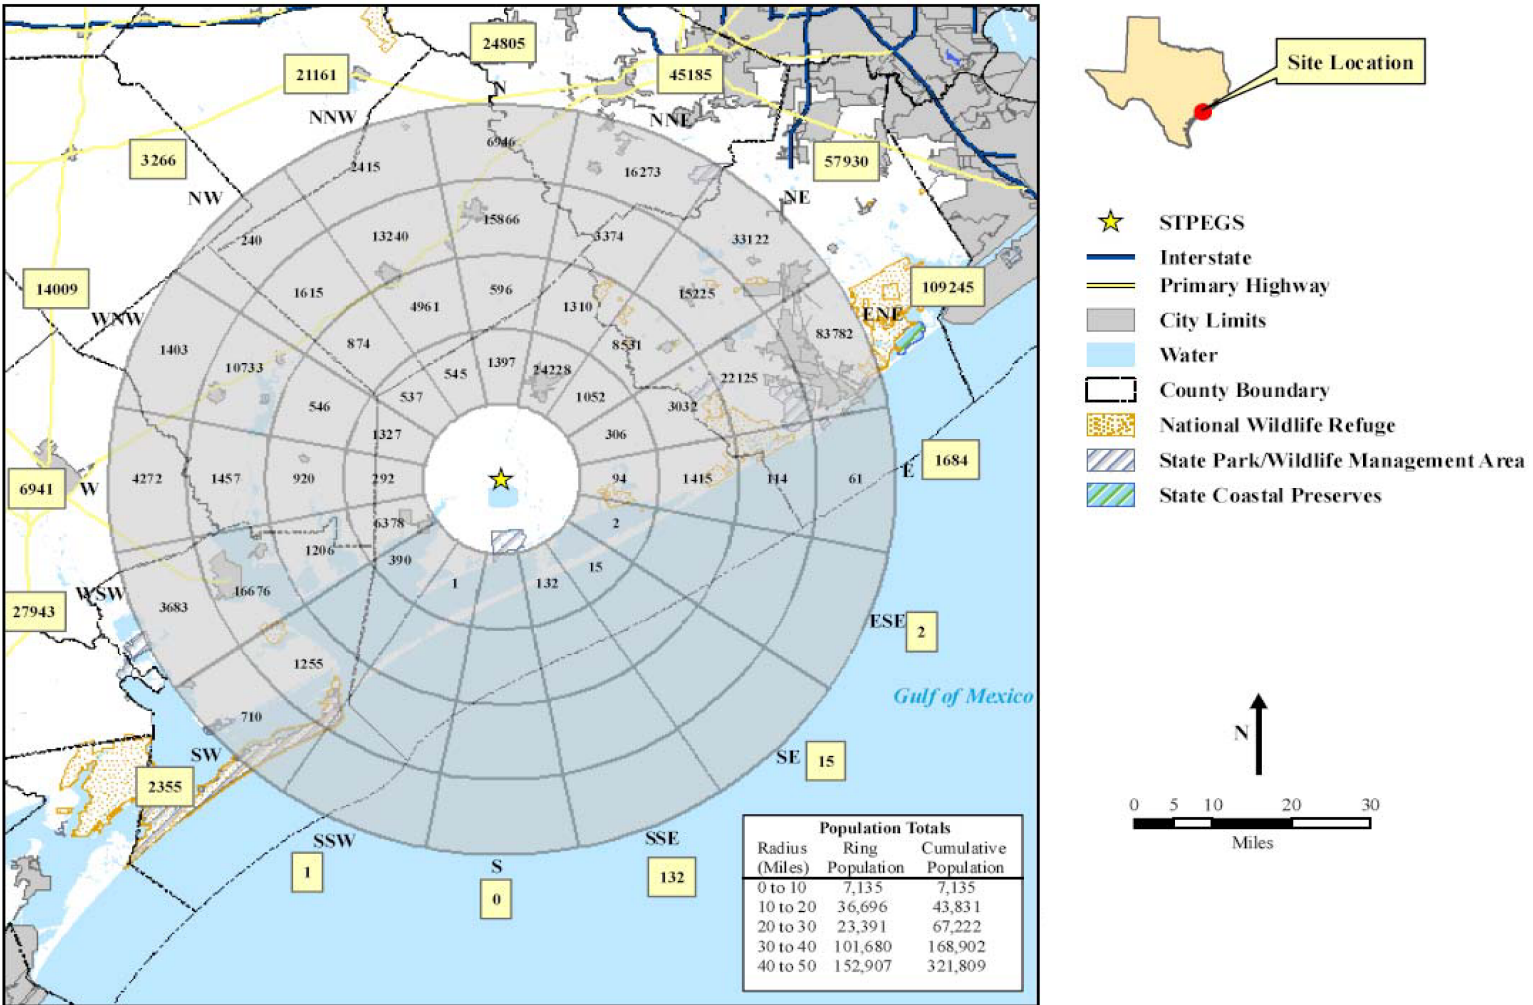 24805
21161
45185
N
NNW
NNE
6946
3266
2415
16273
57930
NW
NE
240
13240
15866
3374
33122
14009
1615
4961
596
1310
15225
109245
WNW
ENE
1403
10733
874
545
1397
24228
8531
83782
546
537
1052
22125
3032
1327
306
1684
6941
W
4272
1457
920
292
94
1415
114
61
E
6378
2
1206
390
1
132
15
27943
WSW
3683
16676
ESE
2
1255
710
Gulf of Mexico
SW
SE
15
2355
SSW
SSE
1
S
132
0
Population Totals
Radius Ring Cumulative
(Miles) Population Population
0 to 10 7,135 7,135
10 to 20 36,696 43,831
20 to 30 23,391 67,222
30 to 40 101,680 168,902
40 to 50 152,907 321,809
Site Location
STPEGS
Interstate
Primary Highway
City Limits
Water
County Boundary
National Wildlife Refuge
State Park/Wildlife Management Area
State Coastal Preserves
N
0 5 10 20 30
Miles